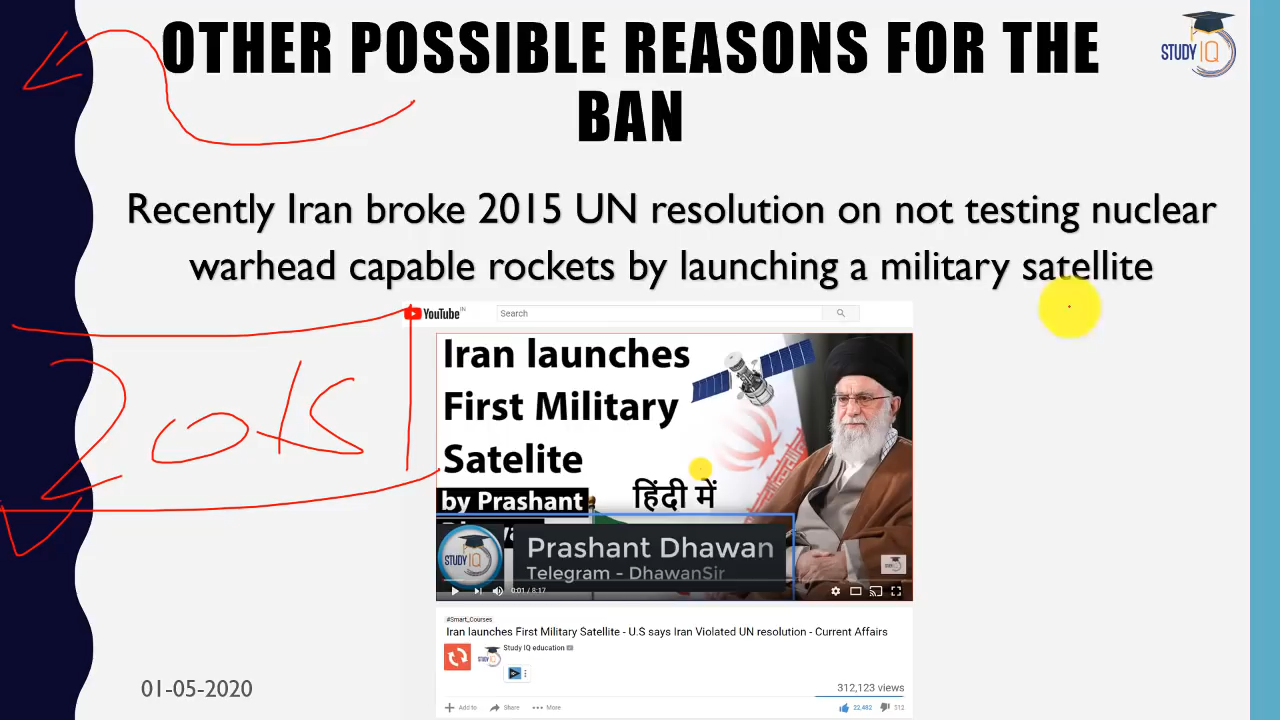 OTHER POSSIBLE REASONS FOR THE
BAN
STUDY IQ
Recently Iran broke 2015 UN resolution on not testing nuclear
warhead capable rockets by launching a military satellite
2015
YouTube IN
Search
Iran launches
First Military
Satelite
by Prashant
हिंदी में
STUDY IQ
Prashant Dhawan
Telegram - DhawanSir
0:01 / 8:17
#Smart_Courses
Iran launches First Military Satellite - U.S says Iran Violated UN resolution - Current Affairs
Study IQ education
312,123 views
Add to Share More 22,482 512
01-05-2020